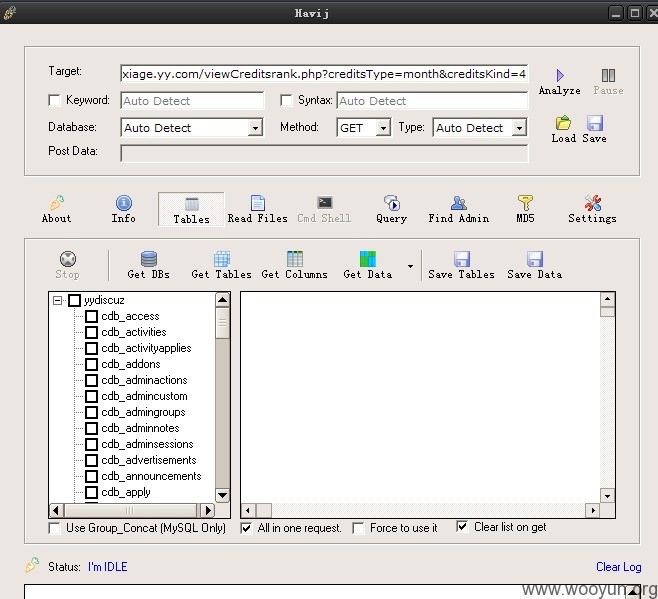 Havij
Target: xiage.yy.com/viewCreditsrank.php?creditsType=month&creditsKind=4
Analyze Pause
Keyword: Auto Detect Syntax: Auto Detect
Database: Auto Detect Method: GET Type: Auto Detect
Load Save
Post Data:
About Info Tables Read Files Cmd Shell Query Find Admin MD5 Settings
Stop Get DBs Get Tables Get Columns Get Data Save Tables Save Data
yydiscuz
cdb_access
cdb_activities
cdb_activityapplies
cdb_addons
cdb_adminactions
cdb_admincustom
cdb_admingroups
cdb_adminnotes
cdb_adminsessions
cdb_advertisements
cdb_announcements
cdb_apply
Use Group_Concat (MySQL Only) All in one request. Force to use it Clear list on get
Status: I'm IDLE Clear Log
www.wooyun.org